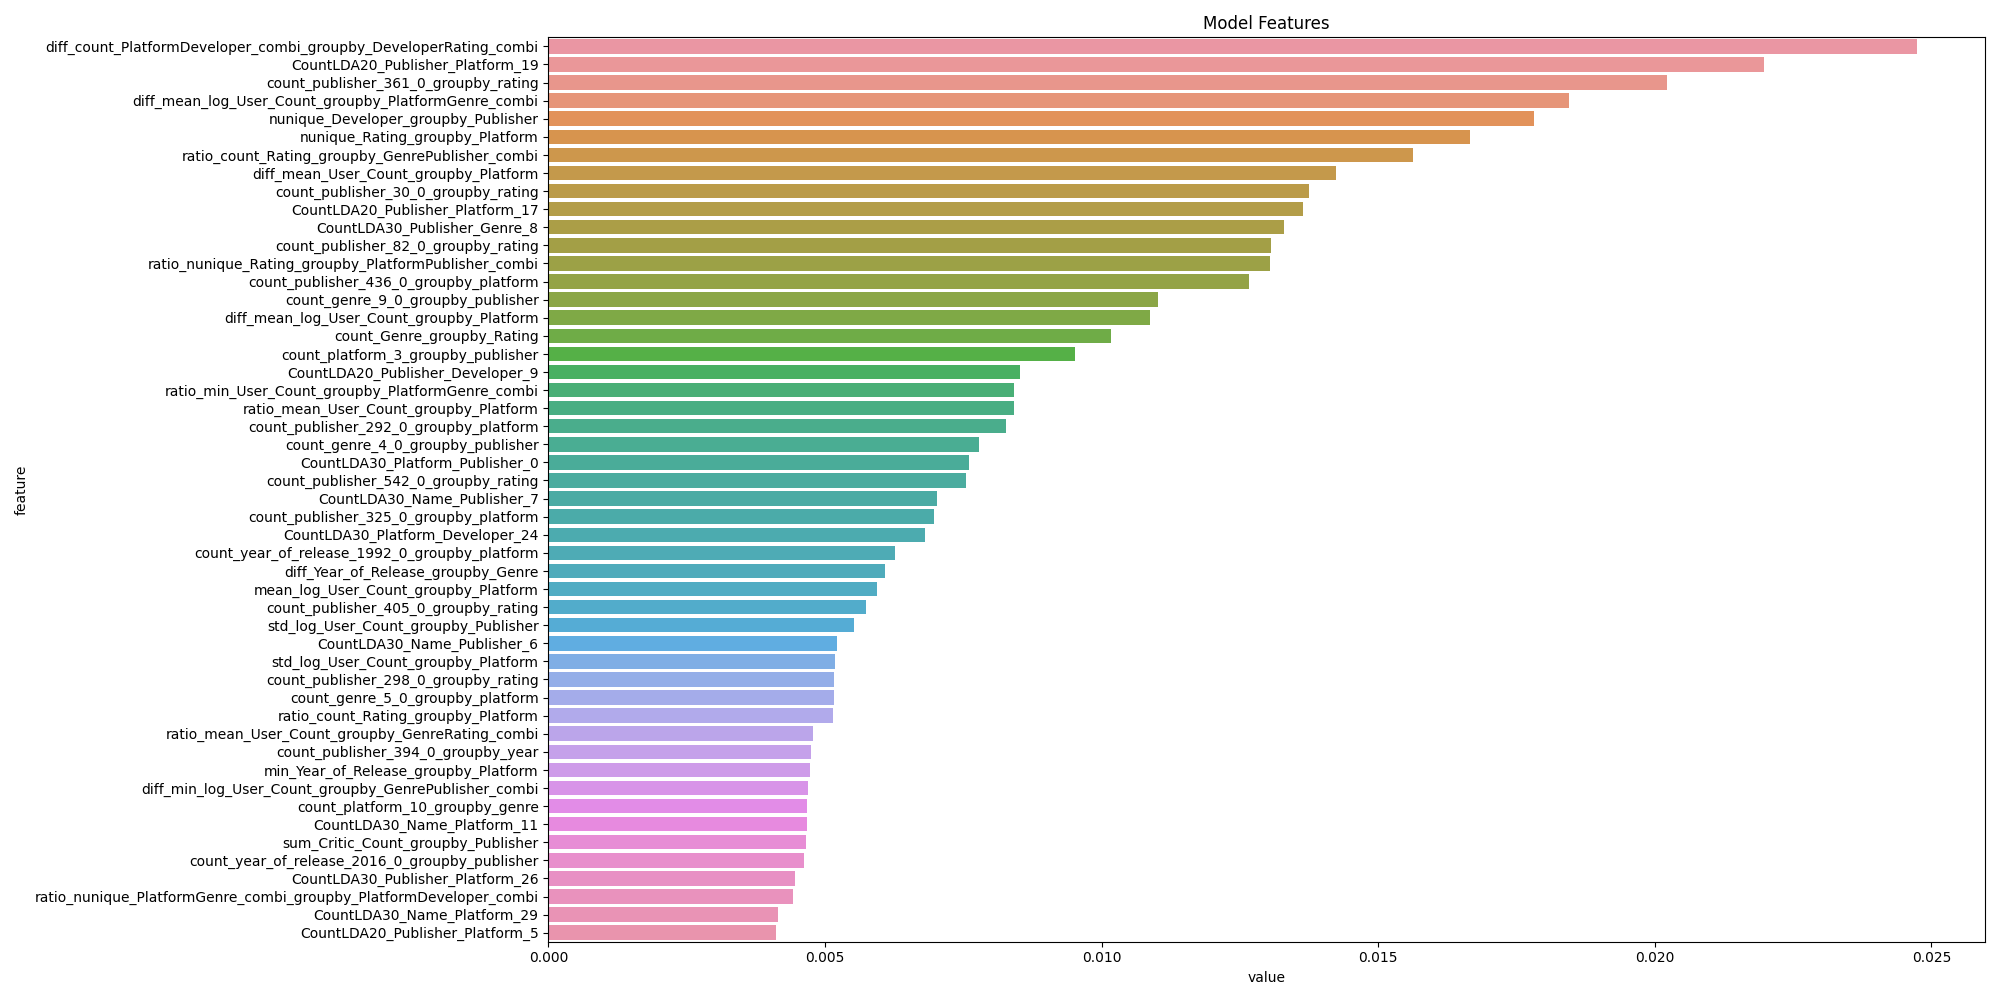 Model Features
diff_count_PlatformDeveloper_combi_groupby_DeveloperRating_combi
CountLDA20_Publisher_Platform_19
count_publisher_361_0_groupby_rating
diff_mean_log_User_Count_groupby_PlatformGenre_combi
nunique_Developer_groupby_Publisher
nunique_Rating_groupby_Platform
ratio_count_Rating_groupby_GenrePublisher_combi
diff_mean_User_Count_groupby_Platform
count_publisher_30_0_groupby_rating
CountLDA20_Publisher_Platform_17
CountLDA30_Publisher_Genre_8
count_publisher_82_0_groupby_rating
ratio_nunique_Rating_groupby_PlatformPublisher_combi
count_publisher_436_0_groupby_platform
count_genre_9_0_groupby_publisher
diff_mean_log_User_Count_groupby_Platform
count_Genre_groupby_Rating
count_platform_3_groupby_publisher
CountLDA20_Publisher_Developer_9
ratio_min_User_Count_groupby_PlatformGenre_combi
ratio_mean_User_Count_groupby_Platform
count_publisher_292_0_groupby_platform
count_genre_4_0_groupby_publisher
CountLDA30_Platform_Publisher_0
count_publisher_542_0_groupby_rating
CountLDA30_Name_Publisher_7
count_publisher_325_0_groupby_platform
CountLDA30_Platform_Developer_24
count_year_of_release_1992_0_groupby_platform
diff_Year_of_Release_groupby_Genre
mean_log_User_Count_groupby_Platform
count_publisher_405_0_groupby_rating
std_log_User_Count_groupby_Publisher
CountLDA30_Name_Publisher_6
std_log_User_Count_groupby_Platform
count_publisher_298_0_groupby_rating
count_genre_5_0_groupby_platform
ratio_count_Rating_groupby_Platform
ratio_mean_User_Count_groupby_GenreRating_combi
count_publisher_394_0_groupby_year
min_Year_of_Release_groupby_Platform
diff_min_log_User_Count_groupby_GenrePublisher_combi
count_platform_10_groupby_genre
CountLDA30_Name_Platform_11
sum_Critic_Count_groupby_Publisher
count_year_of_release_2016_0_groupby_publisher
CountLDA30_Publisher_Platform_26
ratio_nunique_PlatformGenre_combi_groupby_PlatformDeveloper_combi
CountLDA30_Name_Platform_29
CountLDA20_Publisher_Platform_5
feature
0.000 0.005 0.010 0.015 0.020 0.025
value